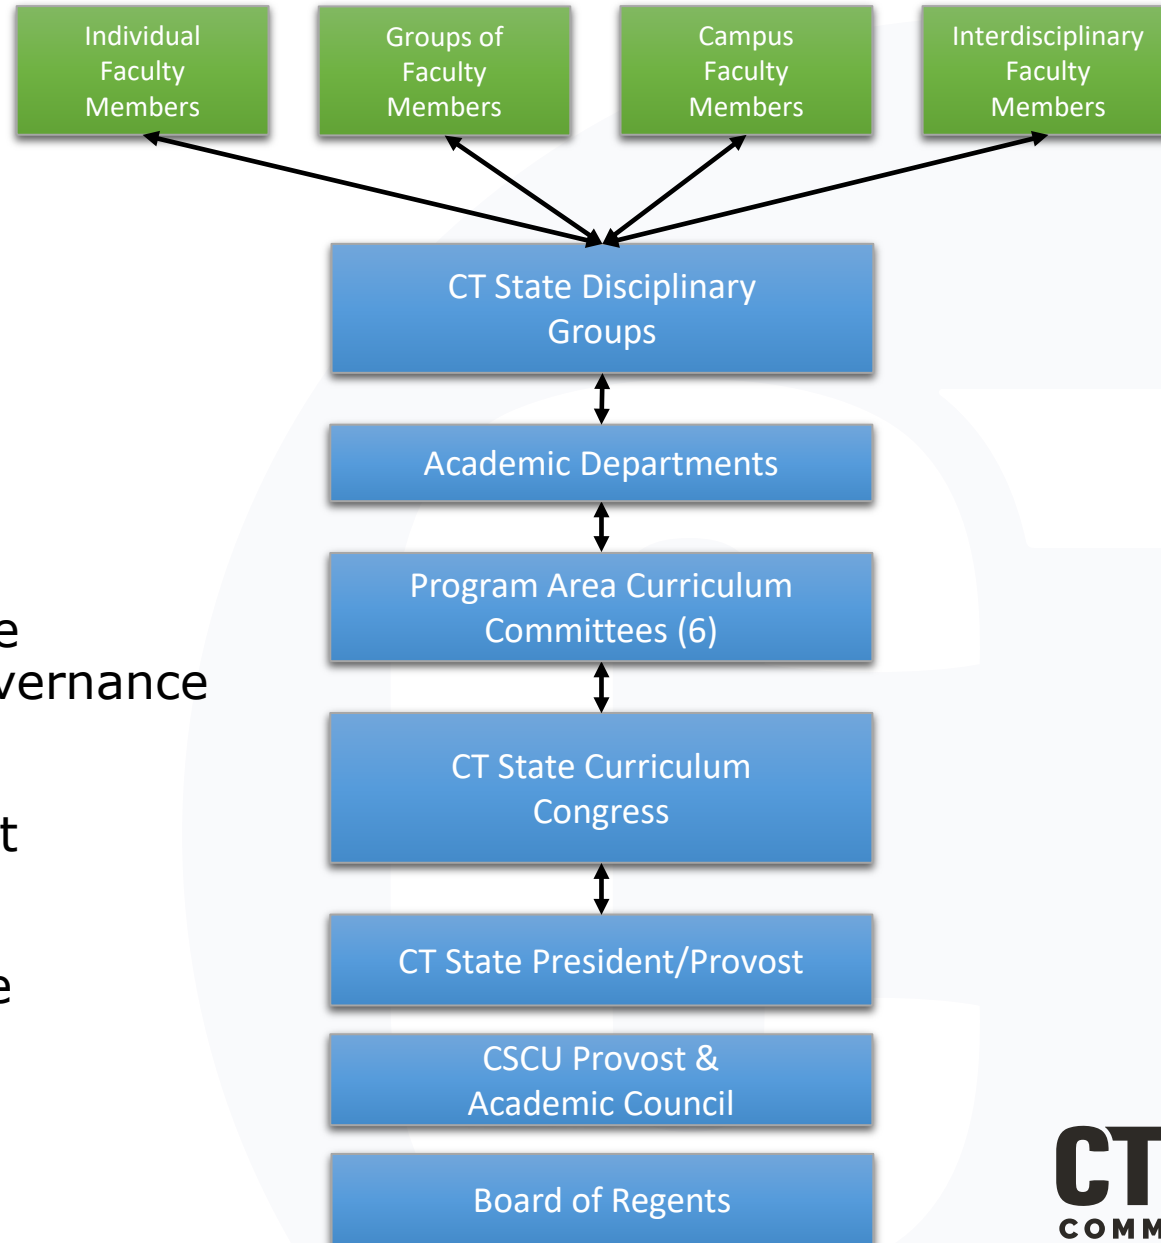 Individual
Faculty
Members
Groups of
Faculty
Members
Campus
Faculty
Members
Interdisciplinary
Faculty
Members
CT State Disciplinary
Groups
Academic Departments
Program Area Curriculum
Committees (6)
e
vernance
CT State Curriculum
Congress
t
CT State President/Provost
e
CSCU Provost &
Academic Council
Board of Regents
CT
COMM